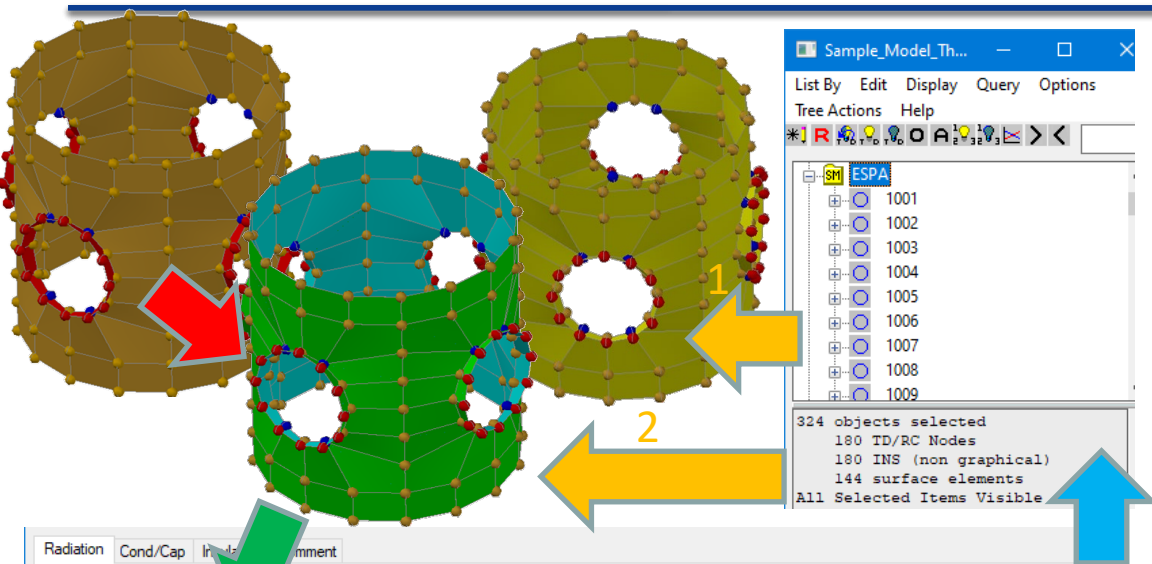 Sample_Model_Th...
List By Edit Display Query Options
Tree Actions Help
SM ESPA
1001
1002
1003
1004
1005
1006
1007
1008
1009
1
2
324 objects selected
180 TD/RC Nodes
180 INS (non graphical)
144 surface elements
All Selected Items Visible
Radiation Cond/Cap